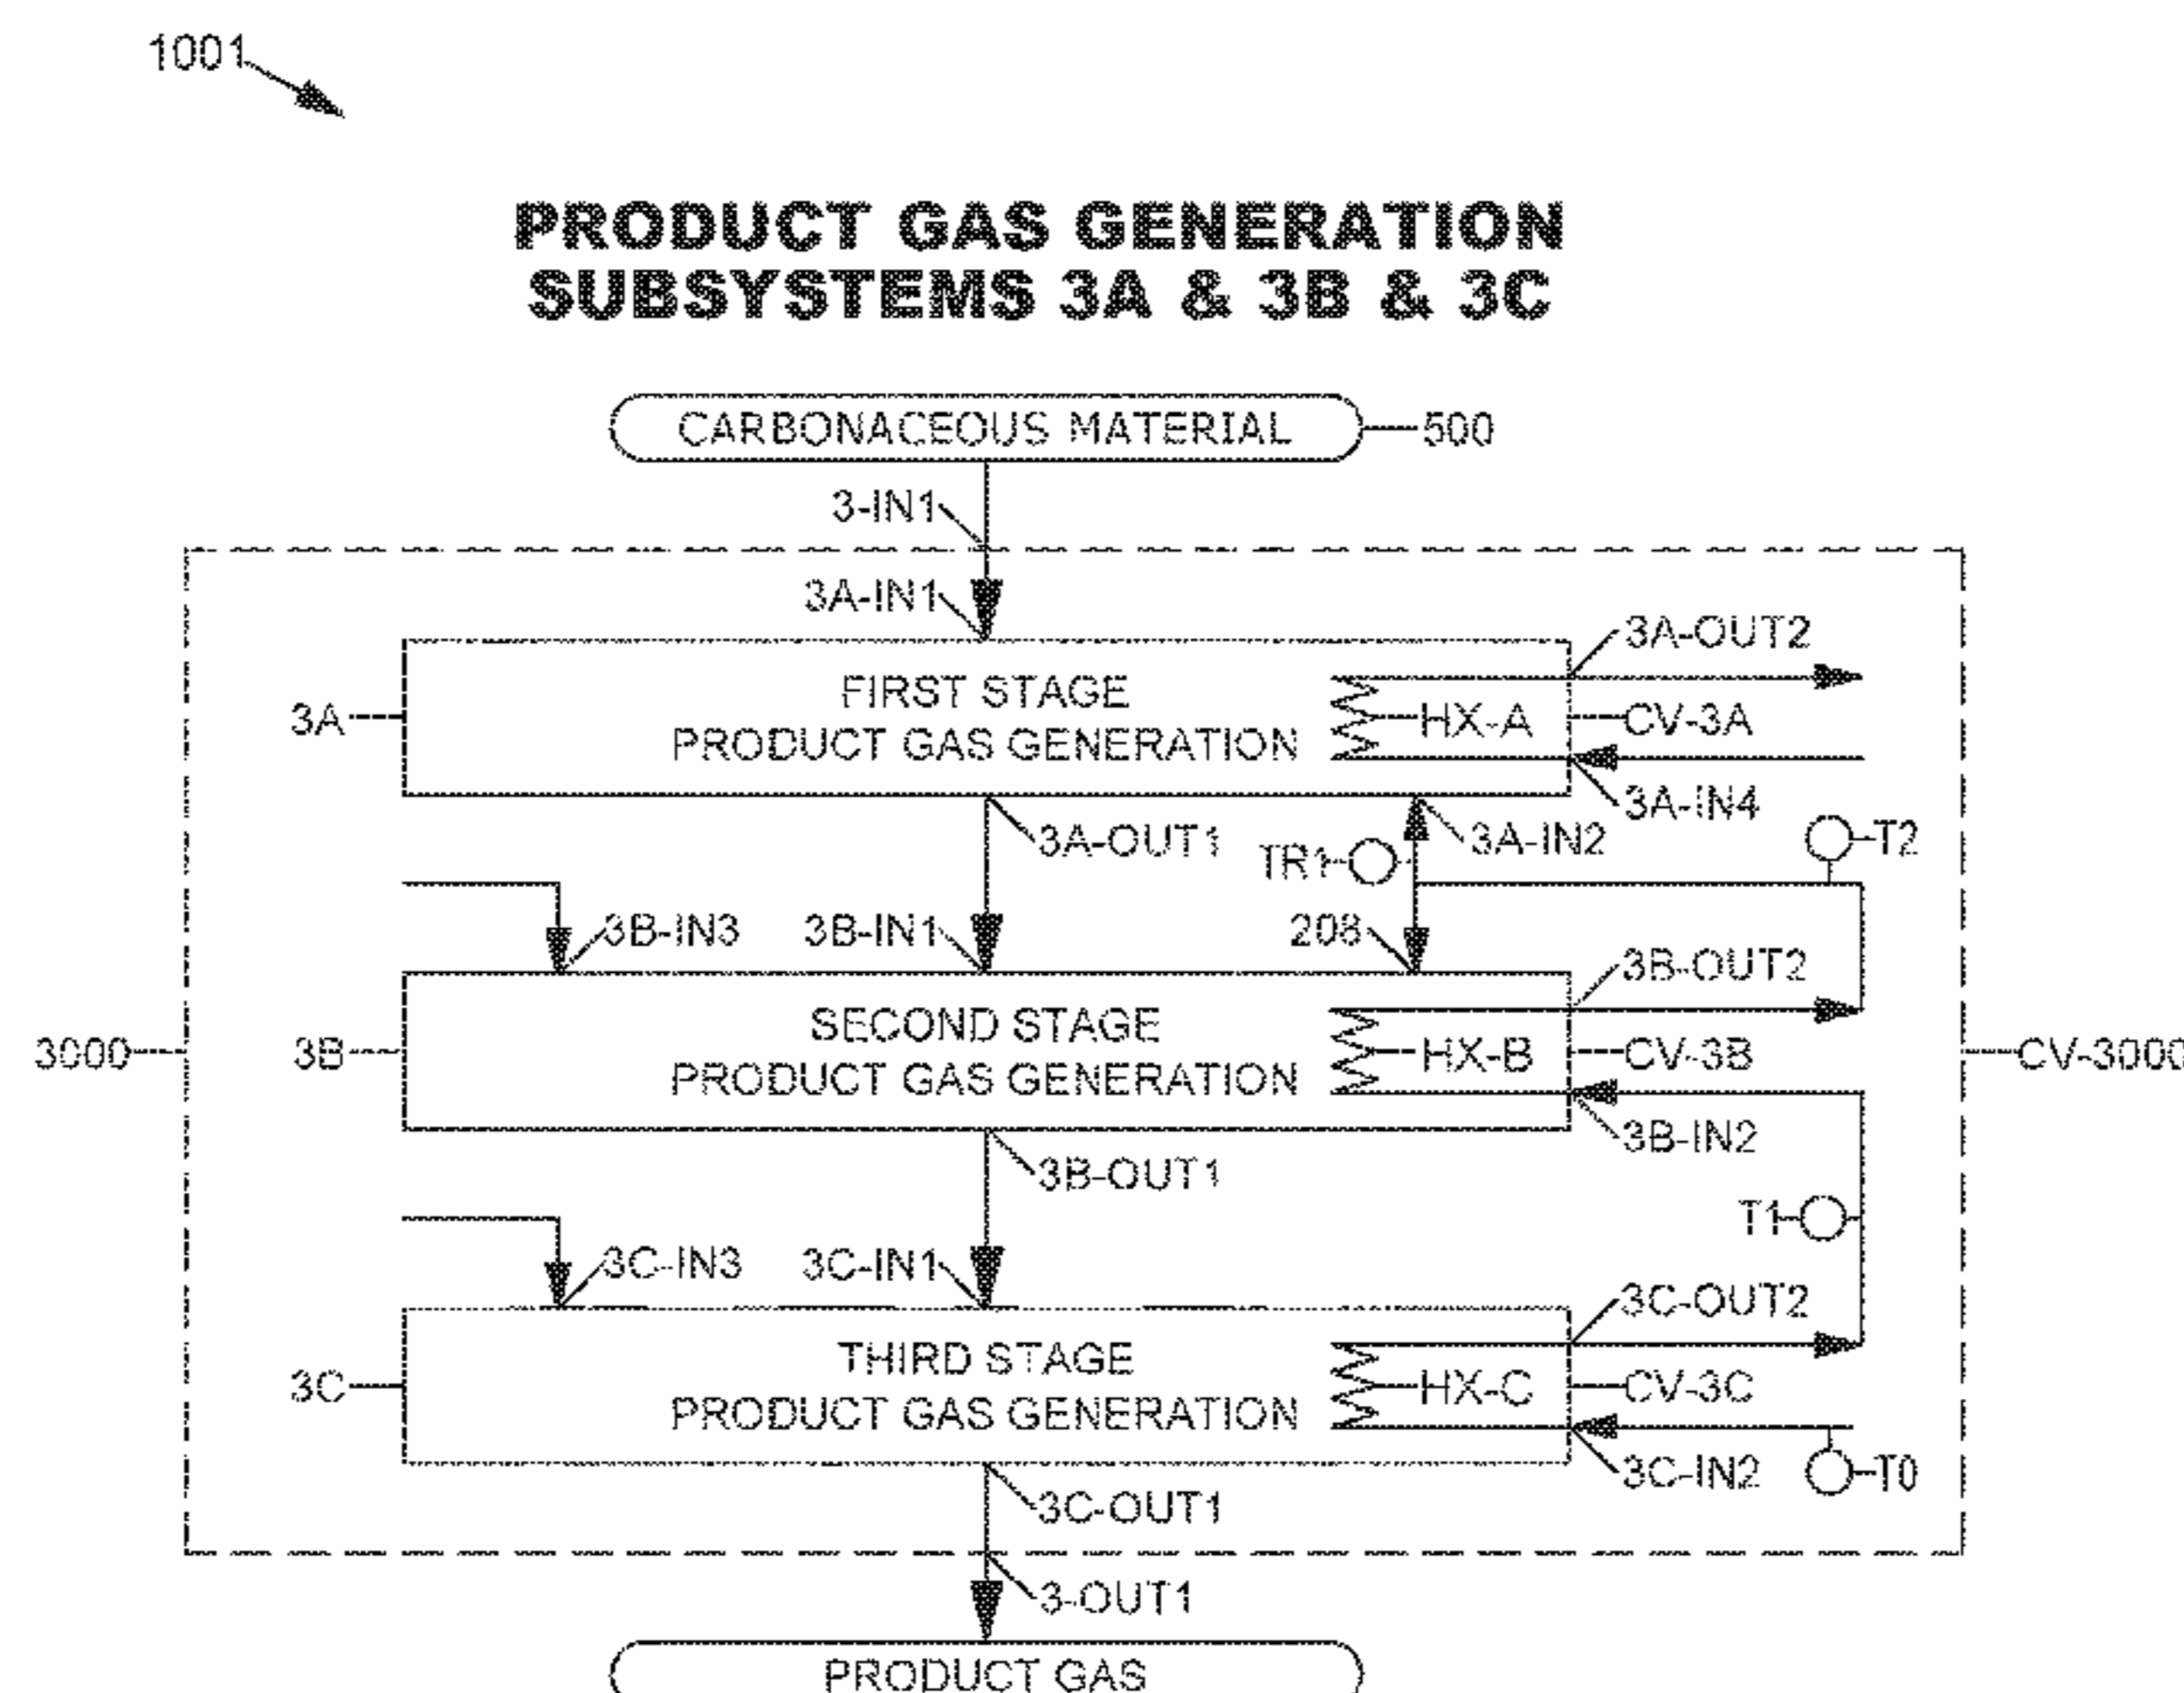 1001
PRODUCT GAS GENERATION
SUBSYSTEMS 3A & 3B & 3C
CARBONACEOUS MATERIAL
500
3-IN1
3A-IN1
3A-OUT2
3A
FIRST STAGE
PRODUCT GAS GENERATION
HX-A
CV-3A
3A-IN4
3A-OUT1
TR1
3A-IN2
T2
3B-IN3
3B-IN1
208
3B-OUT2
3000
3B
SECOND STAGE
PRODUCT GAS GENERATION
HX-B
CV-3B
CV-3000
3B-IN2
3B-OUT1
T1
3C-IN3
3C-IN1
3C-OUT2
3C
THIRD STAGE
PRODUCT GAS GENERATION
HX-C
CV-3C
3C-IN2
T0
3C-OUT1
3-OUT1
PRODUCT GAS